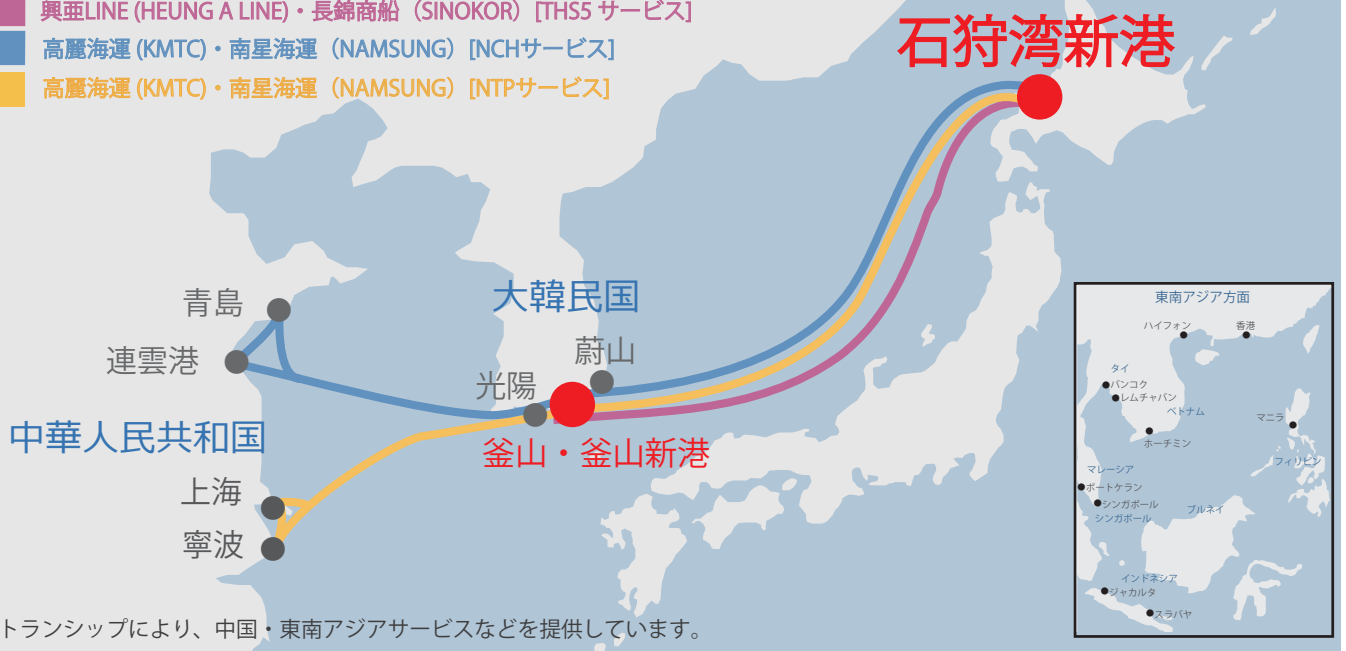 興亜LINE (HEUNG A LINE)・長錦商船（SINOKOR）[THS5 サービス]
高麗海運 (KMTC)・南星海運（NAMSUNG）[NCHサービス]
高麗海運 (KMTC)・南星海運（NAMSUNG）[NTPサービス]
石狩湾新港
大韓民国
青島
蔚山
連雲港
光陽
中華人民共和国
釜山・釜山新港
上海
寧波
東南アジア方面
ハイフォン
香港
タイ
バンコク
レムチャバン
ベトナム
マニラ
ホーチミン
フィリピン
マレーシア
ポートケラン
シンガポール
シンガポール
ブルネイ
インドネシア
ジャカルタ
スラバヤ
トランシップにより、中国・東南アジアサービスなどを提供しています。